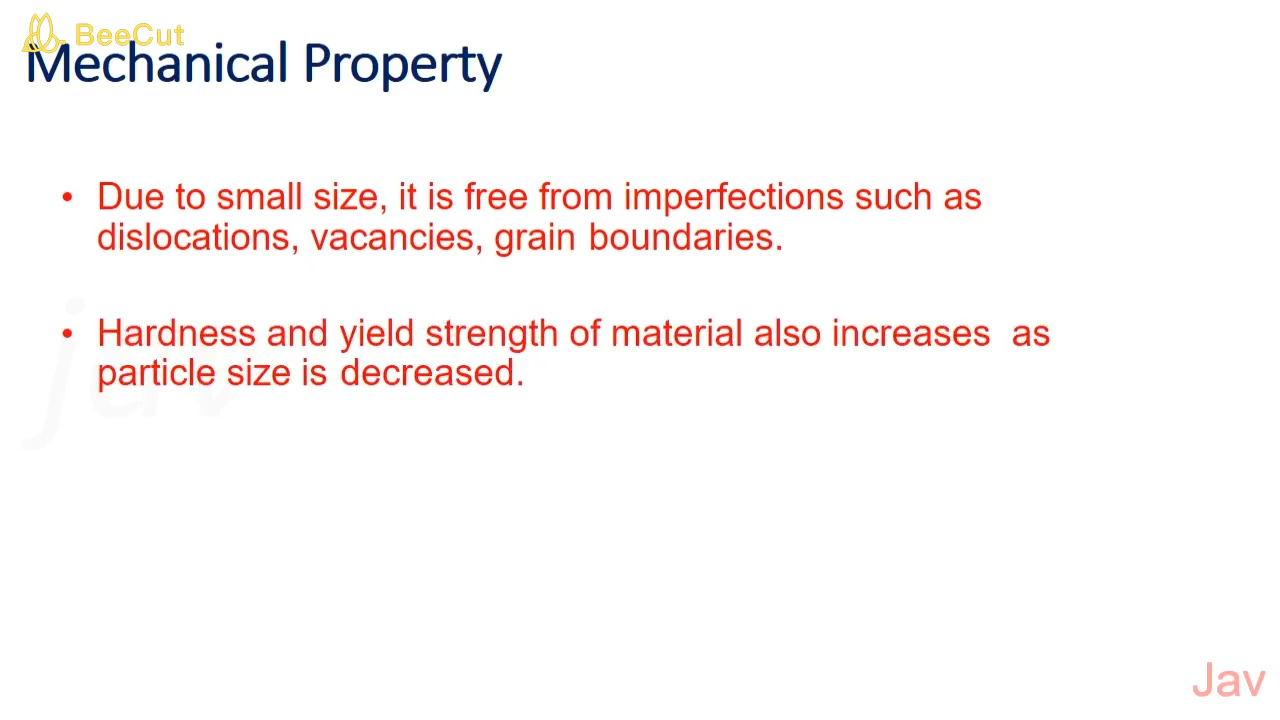 BeeCut
Mechanical Property
• Due to small size, it is free from imperfections such as
dislocations, vacancies, grain boundaries.
• Hardness and yield strength of material also increases  as
particle size is decreased.
jav
Jav